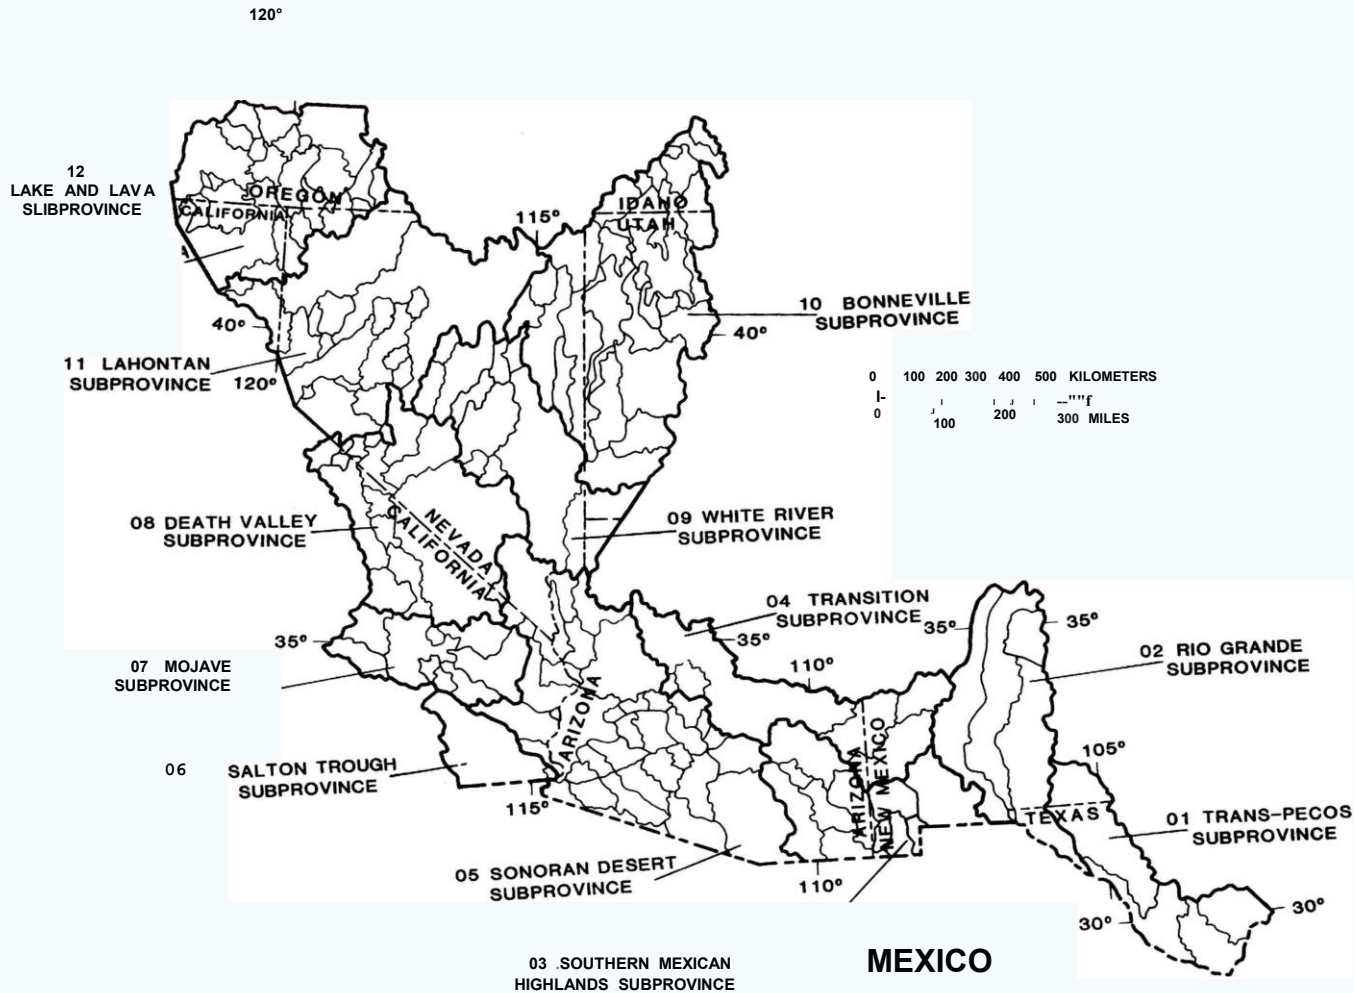 120°
12
LAKE AND LAVA
SLIBPROVINCE
OREGON
CALIFORNIA
115°
IDAHO
UTAH
A
10 BONNEVILLE
SUBPROVINCE
40°
40°
11 LAHONTAN
SUBPROVINCE
120°
0 100 200 300 400 500 KILOMETERS
0 100 200 300 MILES
08 DEATH VALLEY
SUBPROVINCE
NEVADA
CALIFORNIA
09 WHITE RIVER
SUBPROVINCE
04 TRANSITION
SUBPROVINCE
35°
35°
35°
35°
110°
02 RIO GRANDE
SUBPROVINCE
07 MOJAVE
SUBPROVINCE
ARIZONA
ARIZONA
NEW MEXICO
105°
06 SALTON TROUGH
SUBPROVINCE
115°
TEXAS
01 TRANS-PECOS
SUBPROVINCE
05 SONORAN DESERT
SUBPROVINCE
110°
30°
30°
03 .SOUTHERN MEXICAN
HIGHLANDS SUBPROVINCE
MEXICO